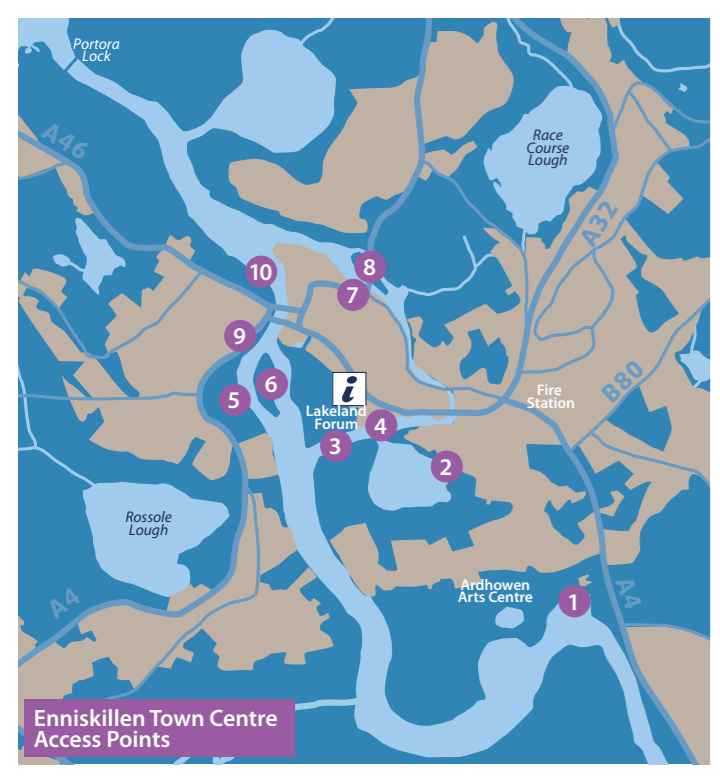 Portora
Lock
A46
Race
Course
Lough
A32
10
8
7
9
6
5
i
Lakeland
Forum
4
3
2
Fire
Station
B80
Rossole
Lough
A4
Ardhowen
Arts Centre
1
A4
Enniskillen Town Centre
Access Points